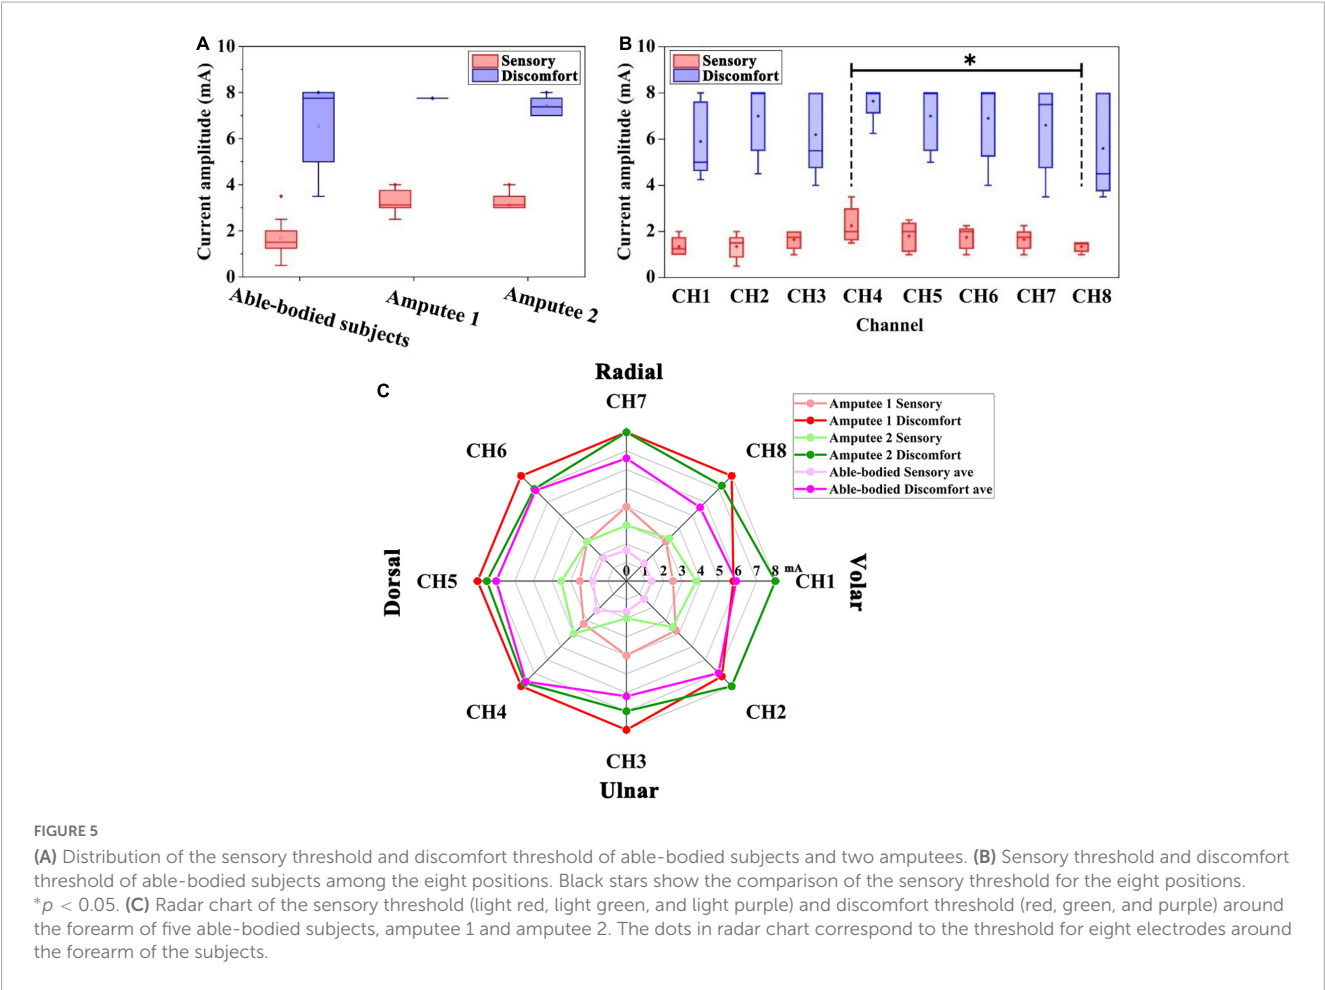 A
10
8
6
4
2
0
Current amplitude (mA)
Sensory
Discomfort
Able-bodied subjects
Amputee 1
Amputee 2
B
10
8
6
4
2
0
Current amplitude (mA)
Sensory
Discomfort
*
CH1 CH2 CH3 CH4 CH5 CH6 CH7 CH8
Channel
C
Radial
CH7
CH6
CH8
Amputee 1 Sensory
Amputee 1 Discomfort
Amputee 2 Sensory
Amputee 2 Discomfort
Able-bodied Sensory ave
Able-bodied Discomfort ave
Dorsal
CH5
0 1 2 3 4 5 6 7 8 mA
CH1
Volar
CH4
CH2
CH3
Ulnar
FIGURE 5
(A) Distribution of the sensory threshold and discomfort threshold of able-bodied subjects and two amputees. (B) Sensory threshold and discomfort
threshold of able-bodied subjects among the eight positions. Black stars show the comparison of the sensory threshold for the eight positions.
*p < 0.05. (C) Radar chart of the sensory threshold (light red, light green, and light purple) and discomfort threshold (red, green, and purple) around
the forearm of five able-bodied subjects, amputee 1 and amputee 2. The dots in radar chart correspond to the threshold for eight electrodes around
the forearm of the subjects.